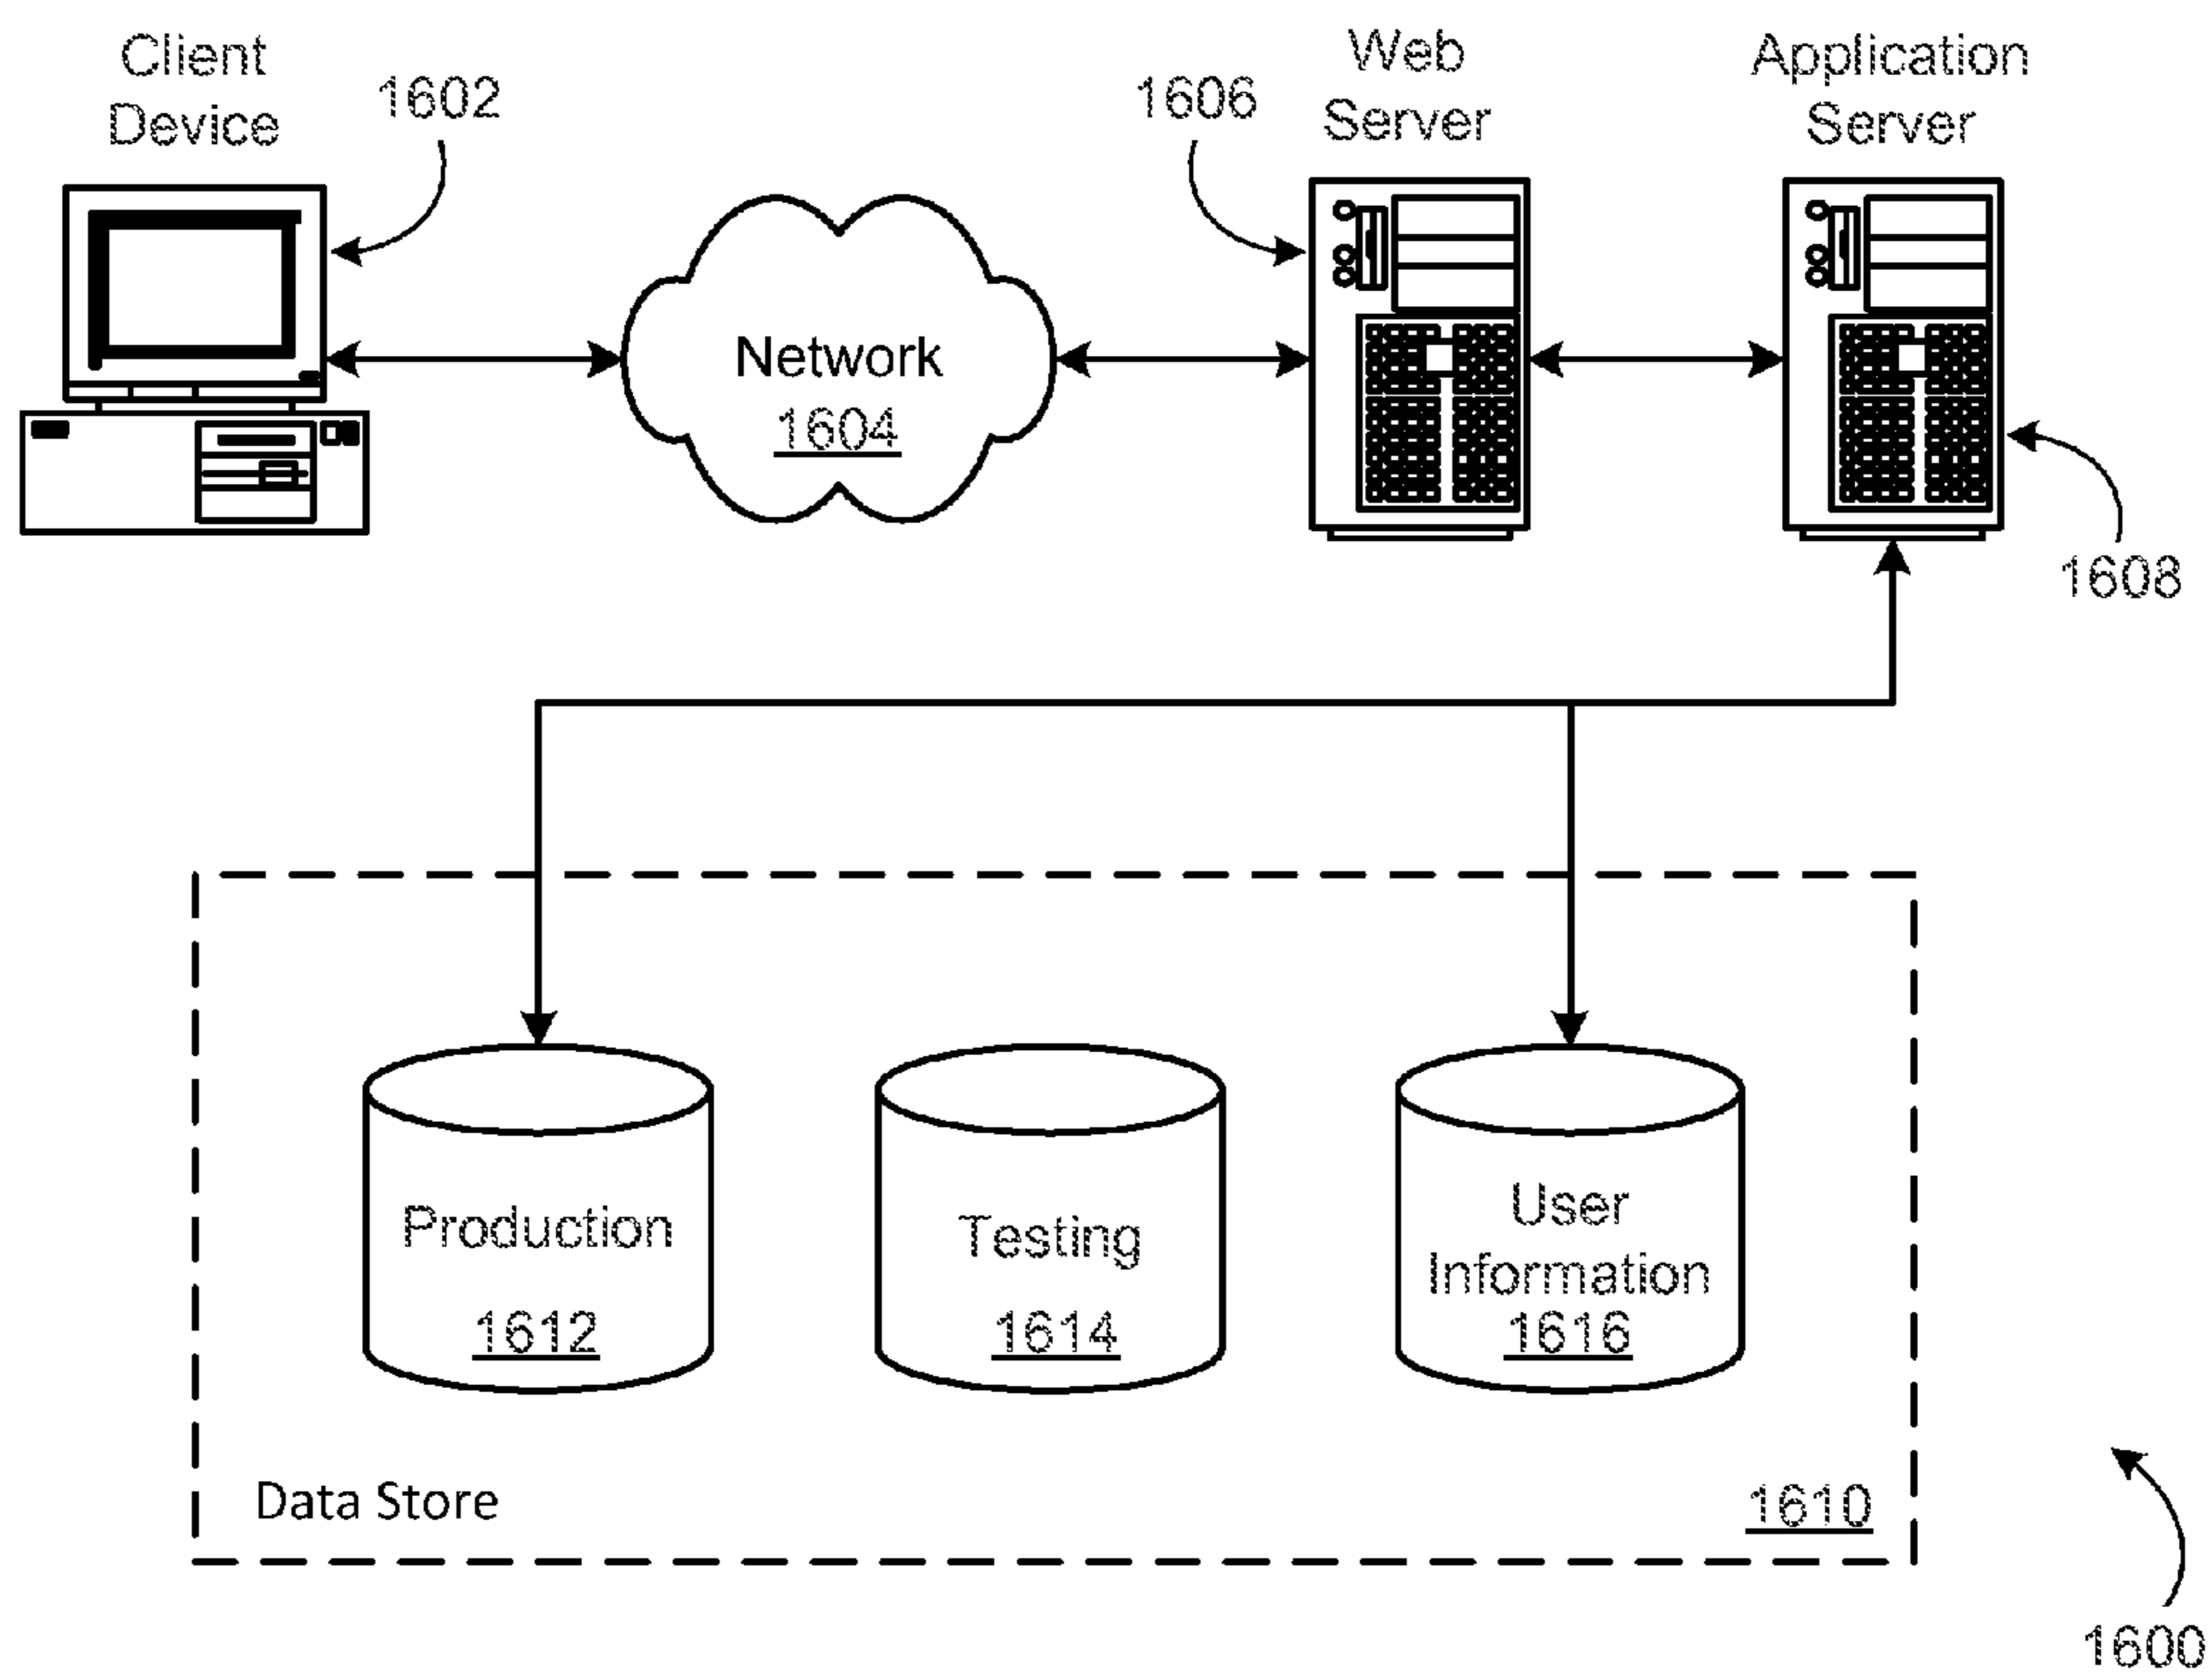 Client
Device
1602
1606
Web
Server
Application
Server
Network
1604
1608
Production
1612
Testing
1614
User
Information
1616
Data Store
1610
1600